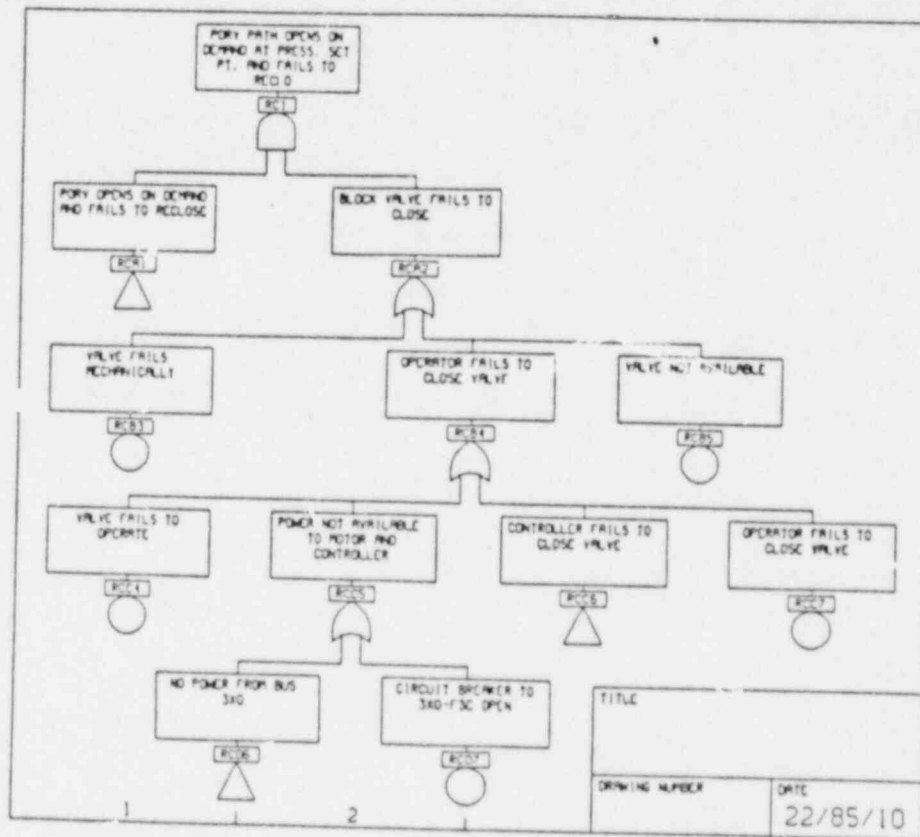 PORV PATH OPENS ON
DEMAND AT PRESS. SET
PT. AND FAILS TO
RECLO
RC1
PORV OPENS ON DEMAND
AND FAILS TO RECLOSE
BLOCK VALVE FAILS TO
CLOSE
RCA1
RCA2
VALVE FAILS
MECHANICALLY
OPERATOR FAILS TO
CLOSE VALVE
VALVE NOT AVAILABLE
RCB3
RCB4
RCB5
VALVE FAILS TO
OPERATE
POWER NOT AVAILABLE
TO MOTOR AND
CONTROLLER
CONTROLLER FAILS TO
CLOSE VALVE
OPERATOR FAILS TO
CLOSE VALVE
RCC4
RCC5
RCC6
RCC7
NO POWER FROM BUS
3XO
CIRCUIT BREAKER TO
3XO-F3C OPEN
RCD6
RCD7
TITLE
DRAWING NUMBER
DATE
22/85/10
1
2